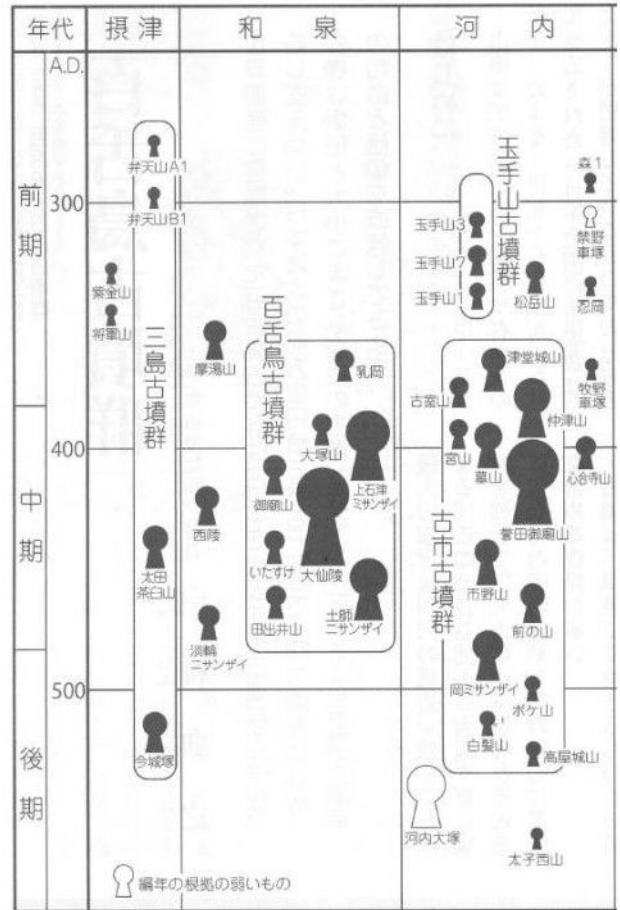 年代
摂津
和泉
河内
A.D.
300
400
500
前期
中期
後期
弁天山A1
弁天山B1
紫金山
将軍山
三島古墳群
太田
茶臼山
今城塚
摩湯山
西陵
淡輪
ニサンザイ
百舌鳥古墳群
乳岡
大塚山
上石津
ミサンザイ
御廟山
いたすけ
大仙陵
田出井山
土師
ニサンザイ
玉手山古墳群
玉手山3
玉手山7
玉手山1
松岳山
森1
禁野
車塚
忍岡
牧野
車塚
心合寺山
古市古墳群
津堂城山
古室山
仲津山
宮山
墓山
誉田御廟山
市野山
前の山
岡ミサンザイ
ボケ山
白髪山
高屋城山
河内大塚
太子西山
編年の根拠の弱いもの